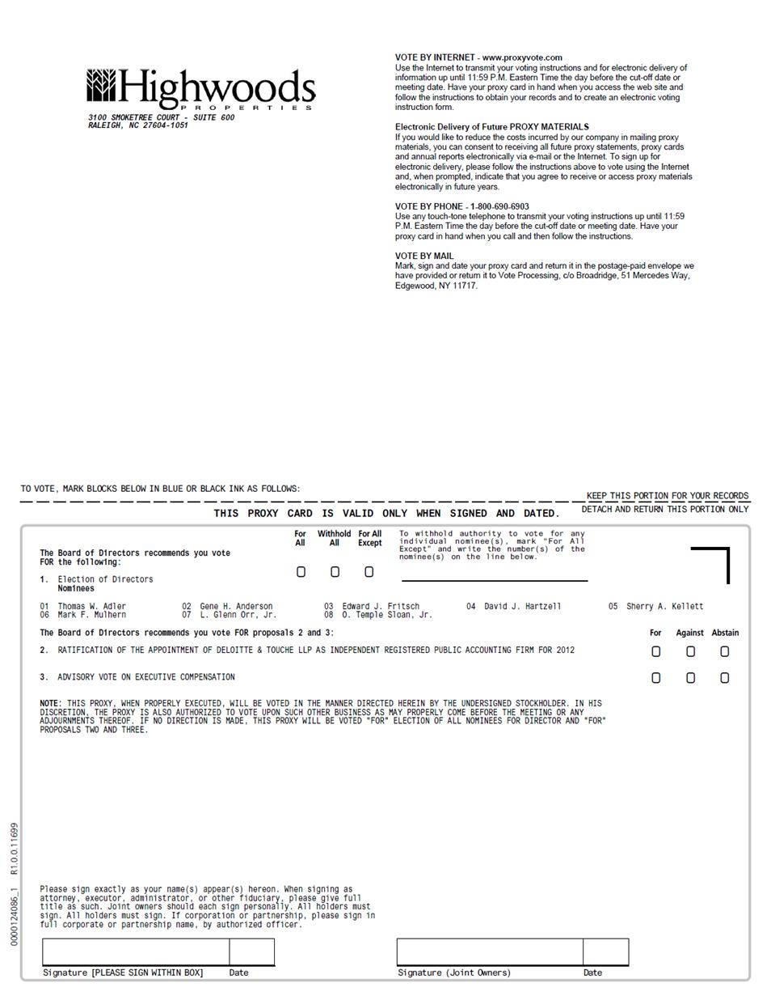 Highwoods
PROPERTIES
3100 SMOKETREE COURT - SUITE 600
RALEIGH, NC 27604-1051
VOTE BY INTERNET - www.proxyvote.com
Use the Internet to transmit your voting instructions and for electronic delivery of
information up until 11:59 P.M. Eastern Time the day before the cut-off date or
meeting date. Have your proxy card in hand when you access the web site and
follow the instructions to obtain your records and to create an electronic voting
instruction form.
Electronic Delivery of Future PROXY MATERIALS
If you would like to reduce the costs incurred by our company in mailing proxy
materials, you can consent to receiving all future proxy statements, proxy cards
and annual reports electronically via e-mail or the Internet. To sign up for
electronic delivery, please follow the instructions above to vote using the Internet
and, when prompted, indicate that you agree to receive or access proxy materials
electronically in future years.
VOTE BY PHONE - 1-800-690-6903
Use any touch-tone telephone to transmit your voting instructions up until 11:59
P.M. Eastern Time the day before the cut-off date or meeting date. Have your
proxy card in hand when you call and then follow the instructions.
VOTE BY MAIL
Mark, sign and date your proxy card and return it in the postage-paid envelope we
have provided or return it to Vote Processing, c/o Broadridge, 51 Mercedes Way,
Edgewood, NY 11717.
TO VOTE, MARK BLOCKS BELOW IN BLUE OR BLACK INK AS FOLLOWS:
KEEP THIS PORTION FOR YOUR RECORDS
DETACH AND RETURN THIS PORTION ONLY
THIS PROXY CARD IS VALID ONLY WHEN SIGNED AND DATED.
For All
Withhold All
For All Except
To withhold authority to vote for any
individual nominee(s), mark "For All
Except" and write the number(s) of the
nominee(s) on the line below.
The Board of Directors recommends you vote
FOR the following:
1. Election of Directors
Nominees
01 Thomas W. Adler 02 Gene H. Anderson 03 Edward J. Fritsch 04 David J. Hartzell 05 Sherry A. Kellett
06 Mark F. Mulhern 07 L. Glenn Orr, Jr. 08 O. Temple Sloan, Jr.
The Board of Directors recommends you vote FOR proposals 2 and 3: For Against Abstain
2. RATIFICATION OF THE APPOINTMENT OF DELOITTE & TOUCHE LLP AS INDEPENDENT REGISTERED PUBLIC ACCOUNTING FIRM FOR 2012
3. ADVISORY VOTE ON EXECUTIVE COMPENSATION
NOTE: THIS PROXY, WHEN PROPERLY EXECUTED, WILL BE VOTED IN THE MANNER DIRECTED HEREIN BY THE UNDERSIGNED STOCKHOLDER. IN HIS
DISCRETION, THE PROXY IS ALSO AUTHORIZED TO VOTE UPON SUCH OTHER BUSINESS AS MAY PROPERLY COME BEFORE THE MEETING OR ANY
ADJOURNMENTS THEREOF. IF NO DIRECTION IS MADE, THIS PROXY WILL BE VOTED "FOR" ELECTION OF ALL NOMINEES FOR DIRECTOR AND "FOR"
PROPOSALS TWO AND THREE.
0000124086_1 R1.0.0.11699
Please sign exactly as your name(s) appear(s) hereon. When signing as
attorney, executor, administrator, or other fiduciary, please give full
title as such. Joint owners should each sign personally. All holders must
sign. All holders must sign. If corporation or partnership, please sign in
full corporate or partnership name, by authorized officer.
Signature [PLEASE SIGN WITHIN BOX] Date
Signature (Joint Owners) Date